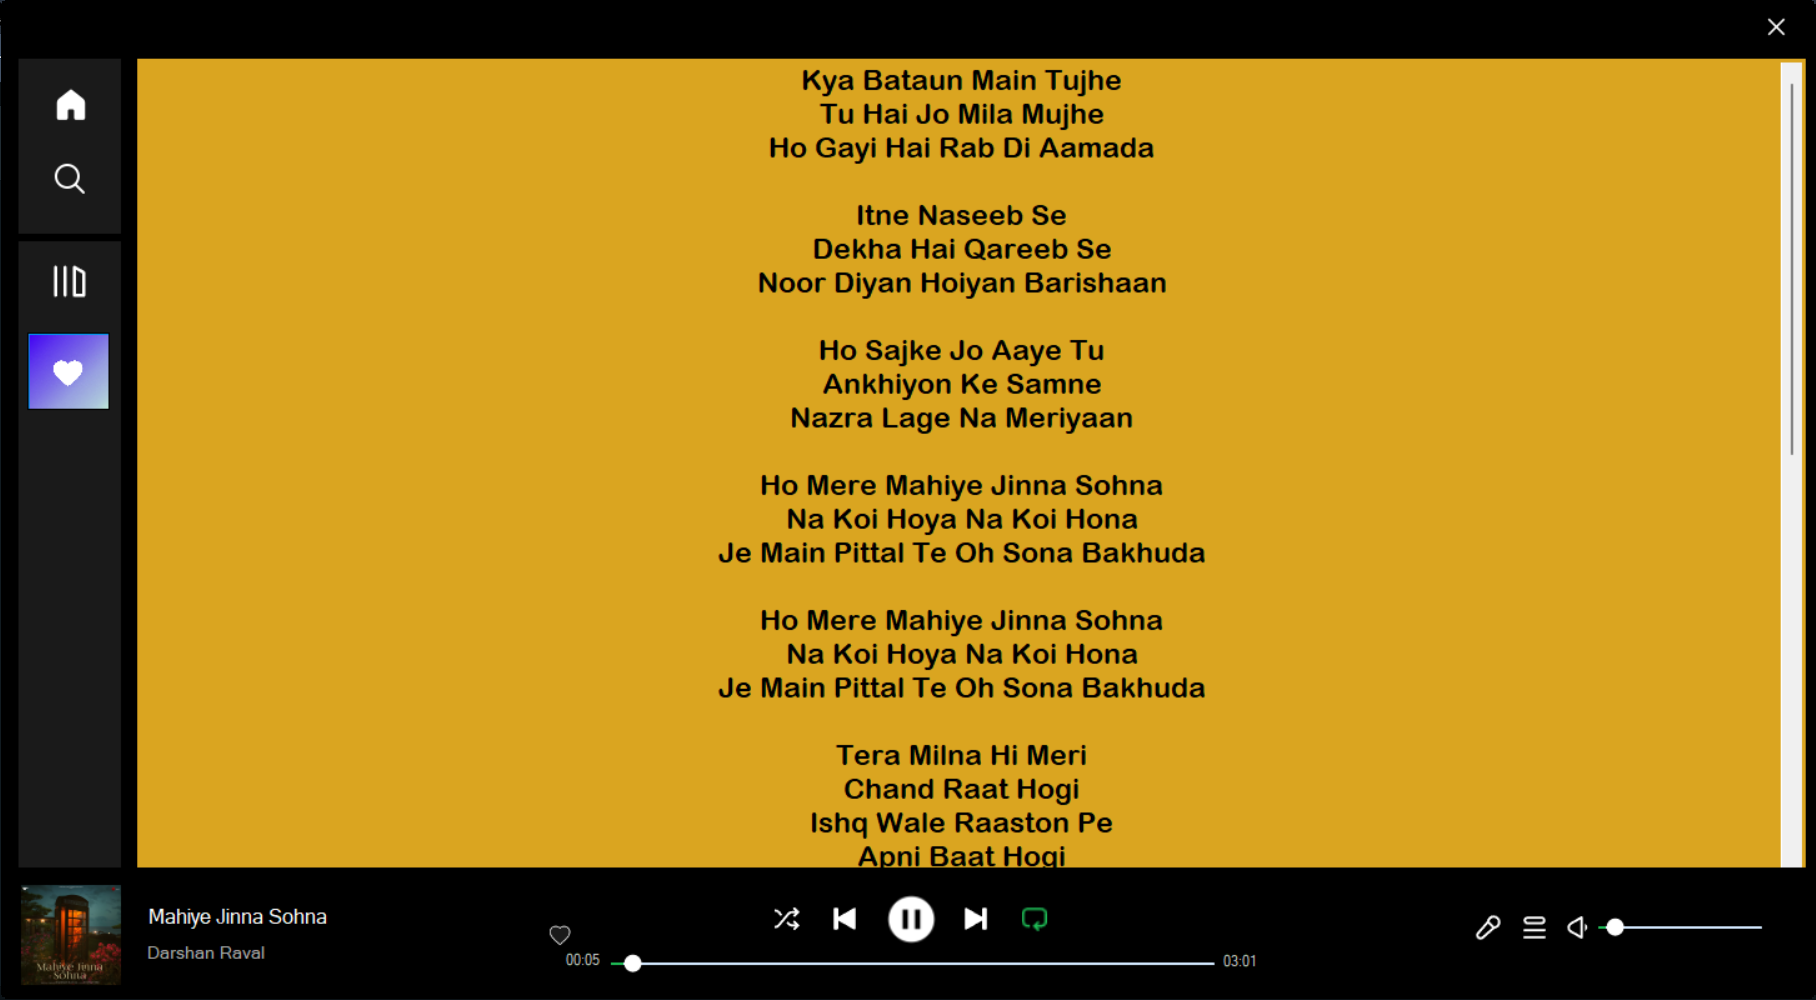 Kya Bataun Main Tujhe
Tu Hai Jo Mila Mujhe
Ho Gayi Hai Rab Di Aamada
Itne Naseeb Se
Dekha Hai Qareeb Se
Noor Diyan Hoiyan Barishaan
Ho Sajke Jo Aaye Tu
Ankhiyon Ke Samne
Nazra Lage Na Meriyaan
Ho Mere Mahiye Jinna Sohna
Na Koi Hoya Na Koi Hona
Je Main Pittal Te Oh Sona Bakhuda
Ho Mere Mahiye Jinna Sohna
Na Koi Hoya Na Koi Hona
Je Main Pittal Te Oh Sona Bakhuda
Tera Milna Hi Meri
Chand Raat Hogi
Ishq Wale Raaston Pe
Apni Baat Hogi
Mahiye Jinna
Sohna
Mahiye Jinna Sohna
Darshan Raval
00:05
03:01